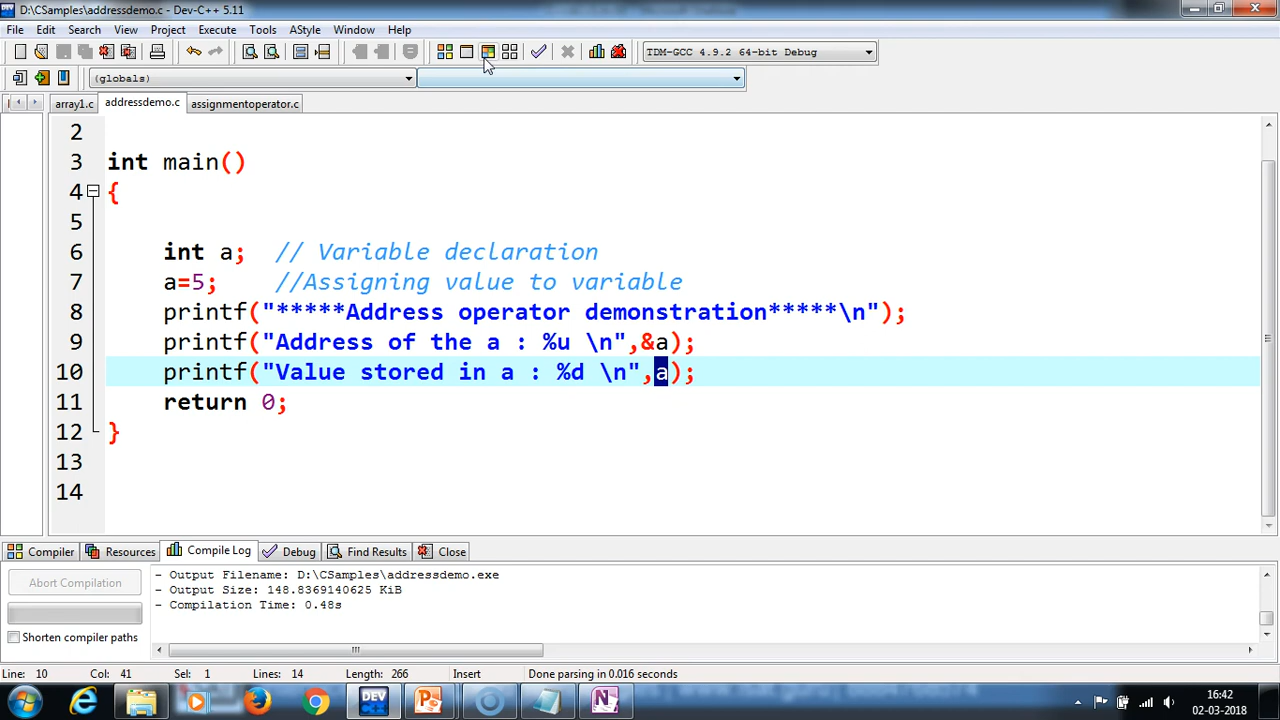 D:\CSamples\addressdemo.c - Dev-C++ 5.11
File Edit Search View Project Execute Tools AStyle Window Help
TDM-GCC 4.9.2 64-bit Debug
(globals)
array1.c addressdemo.c assignmentoperator.c
2
3 int main()
4 {
5
6 int a; // Variable declaration
7 a=5; //Assigning value to variable
8 printf("*****Address operator demonstration*****\n");
9 printf("Address of the a : %u \n",&a);
10 printf("Value stored in a : %d \n",a);
11 return 0;
12 }
13
14
Compiler Resources Compile Log Debug Find Results Close
Abort Compilation
Shorten compiler paths
- Output Filename: D:\CSamples\addressdemo.exe
- Output Size: 148.8369140625 KiB
- Compilation Time: 0.48s
Line: 10 Col: 41 Sel: 1 Lines: 14 Length: 266 Insert Done parsing in 0.016 seconds
DEV C++
16:42
02-03-2018